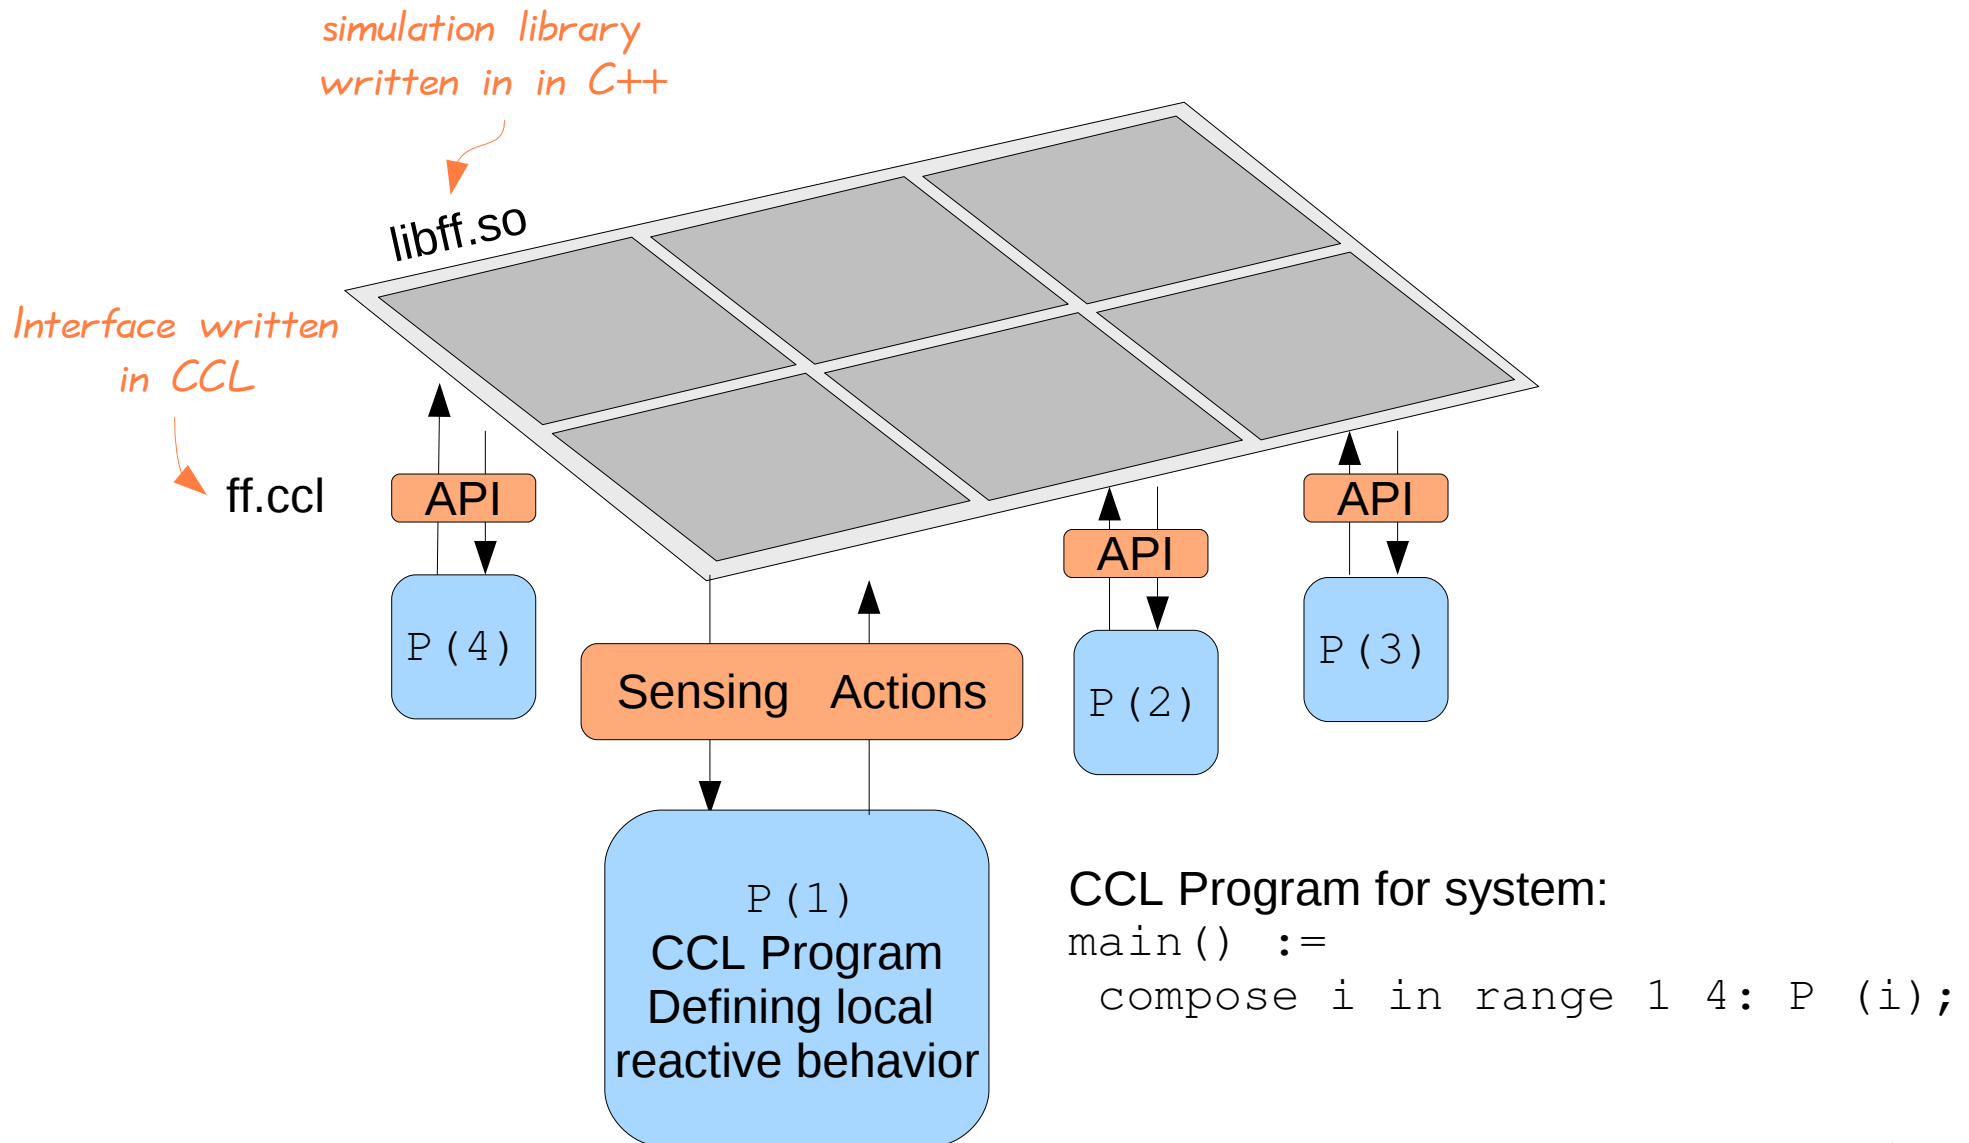 simulation library
written in in C++
libff.so
Interface written
in CCL
ff.ccl
API
API
API
P(4)
Sensing Actions
P(2)
P(3)
P(1)
CCL Program
Defining local
reactive behavior
CCL Program for system:
main() :=
compose i in range 1 4: P (i);